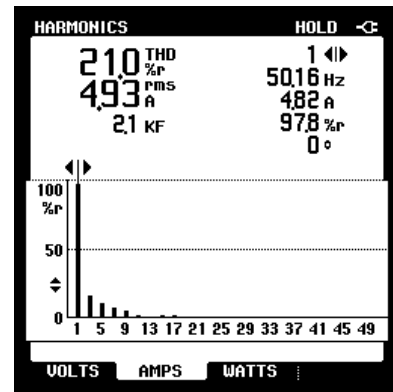 HARMONICS HOLD
21,0 THD %r
4,93 rms A
2,1 KF
1
50,16 Hz
4,82 A
97,8 %r
0 °
100
%r
50
0
1 5 9 13 17 21 25 29 33 37 41 45 49
VOLTS AMPS WATTS